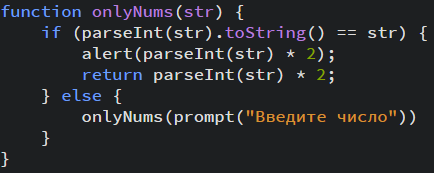 function onlyNums(str) {
    if (parseInt(str).toString() == str) {
        alert(parseInt(str) * 2);
        return parseInt(str) * 2;
    } else {
        onlyNums(prompt("Введите число"))
    }
}